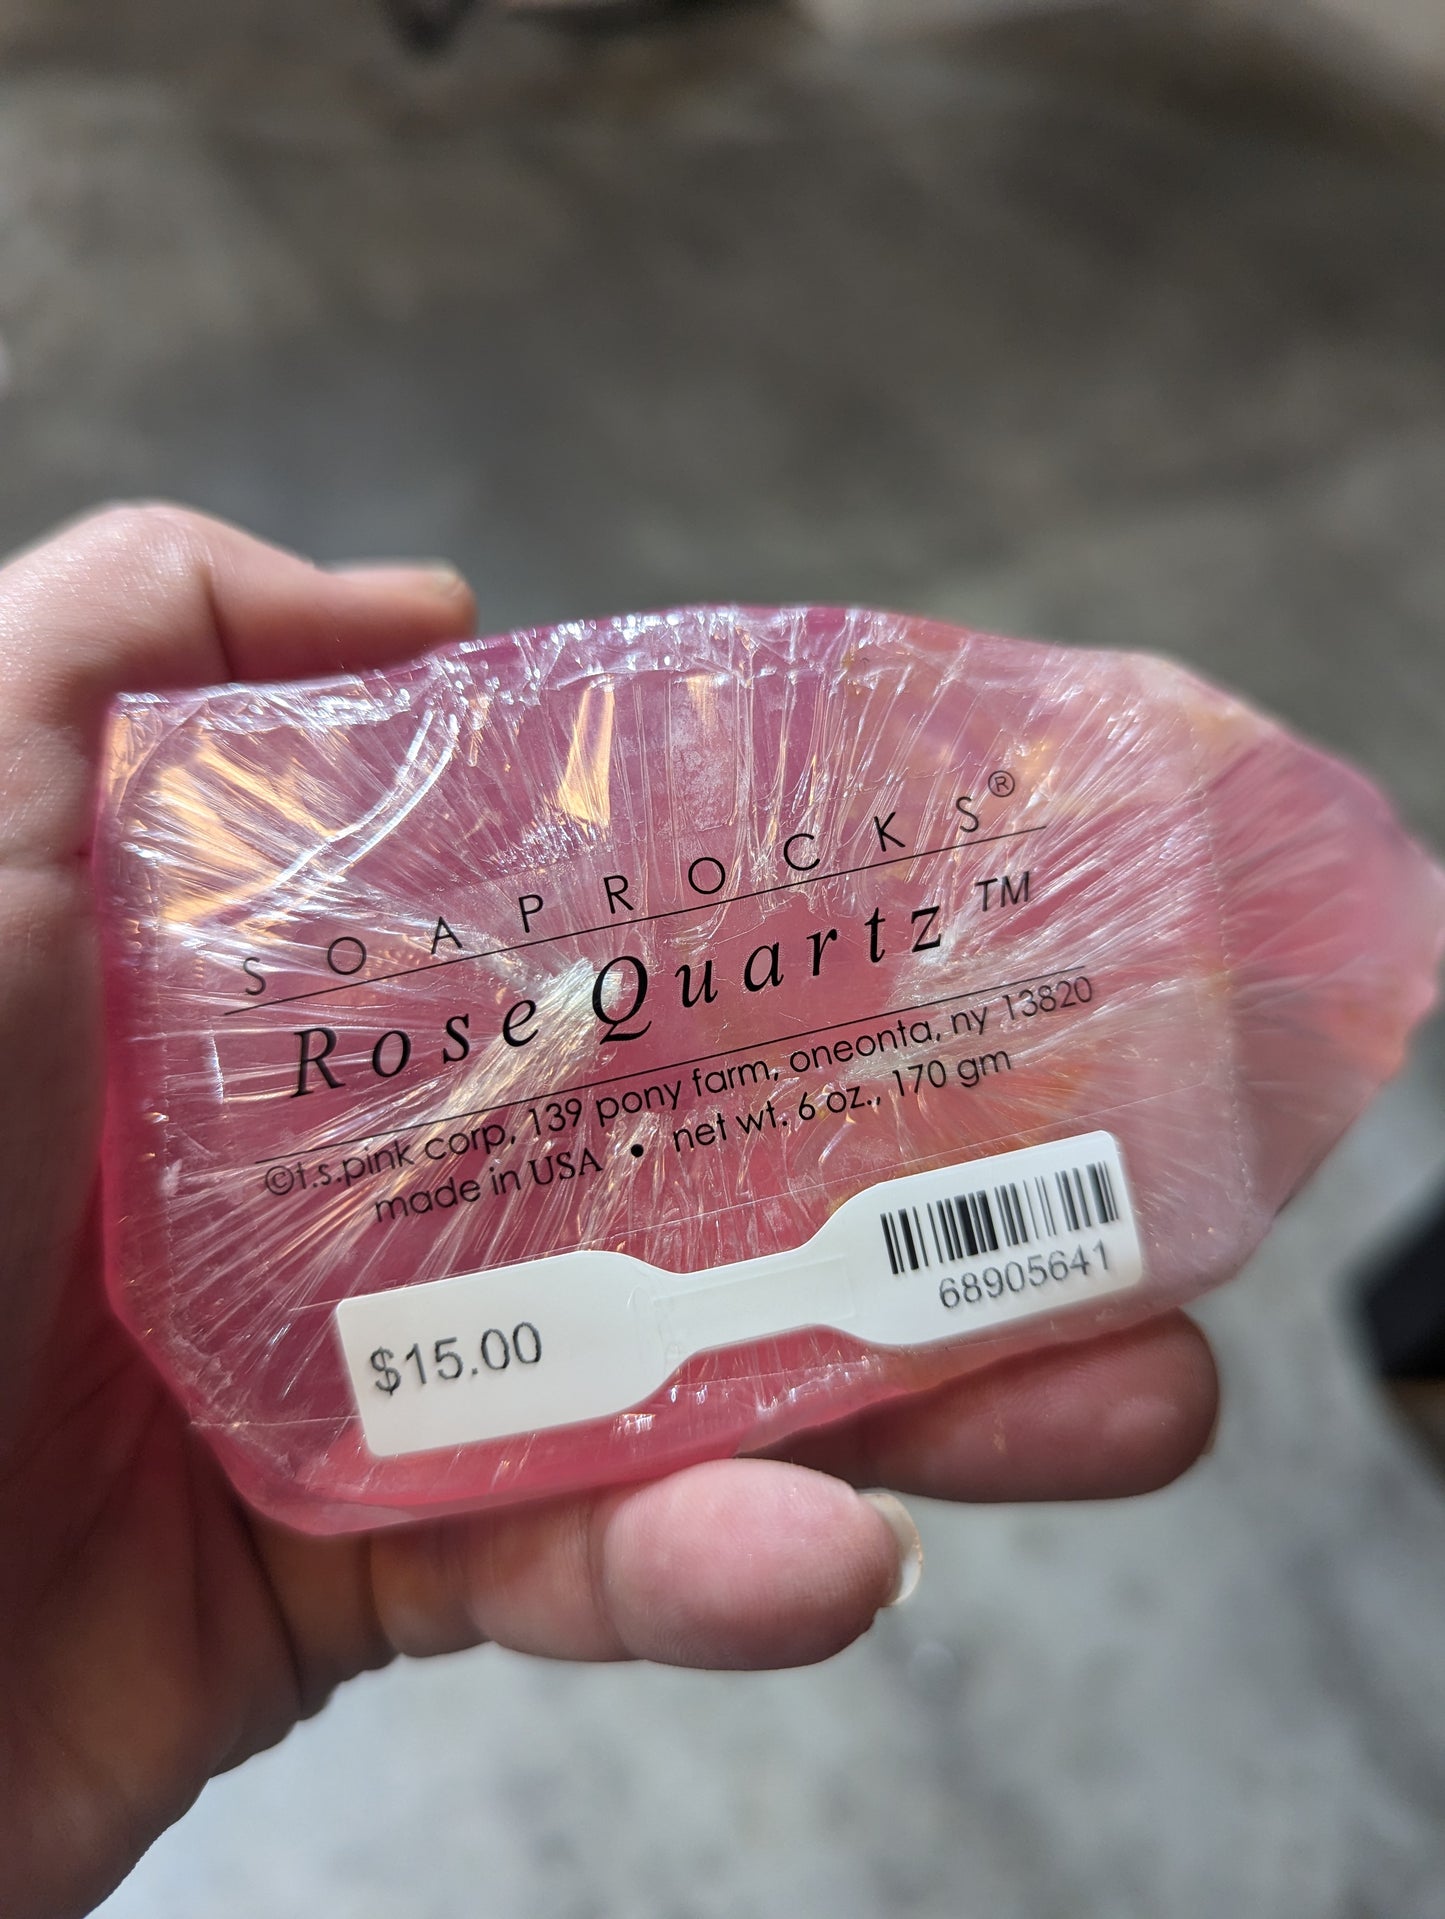 SOAPROCKS®
Rose Quartz™
©t.s.pink corp, 139 pony farm, oneonta, ny 13820
made in USA • net wt. 6 oz., 170 gm
$15.00
68905641